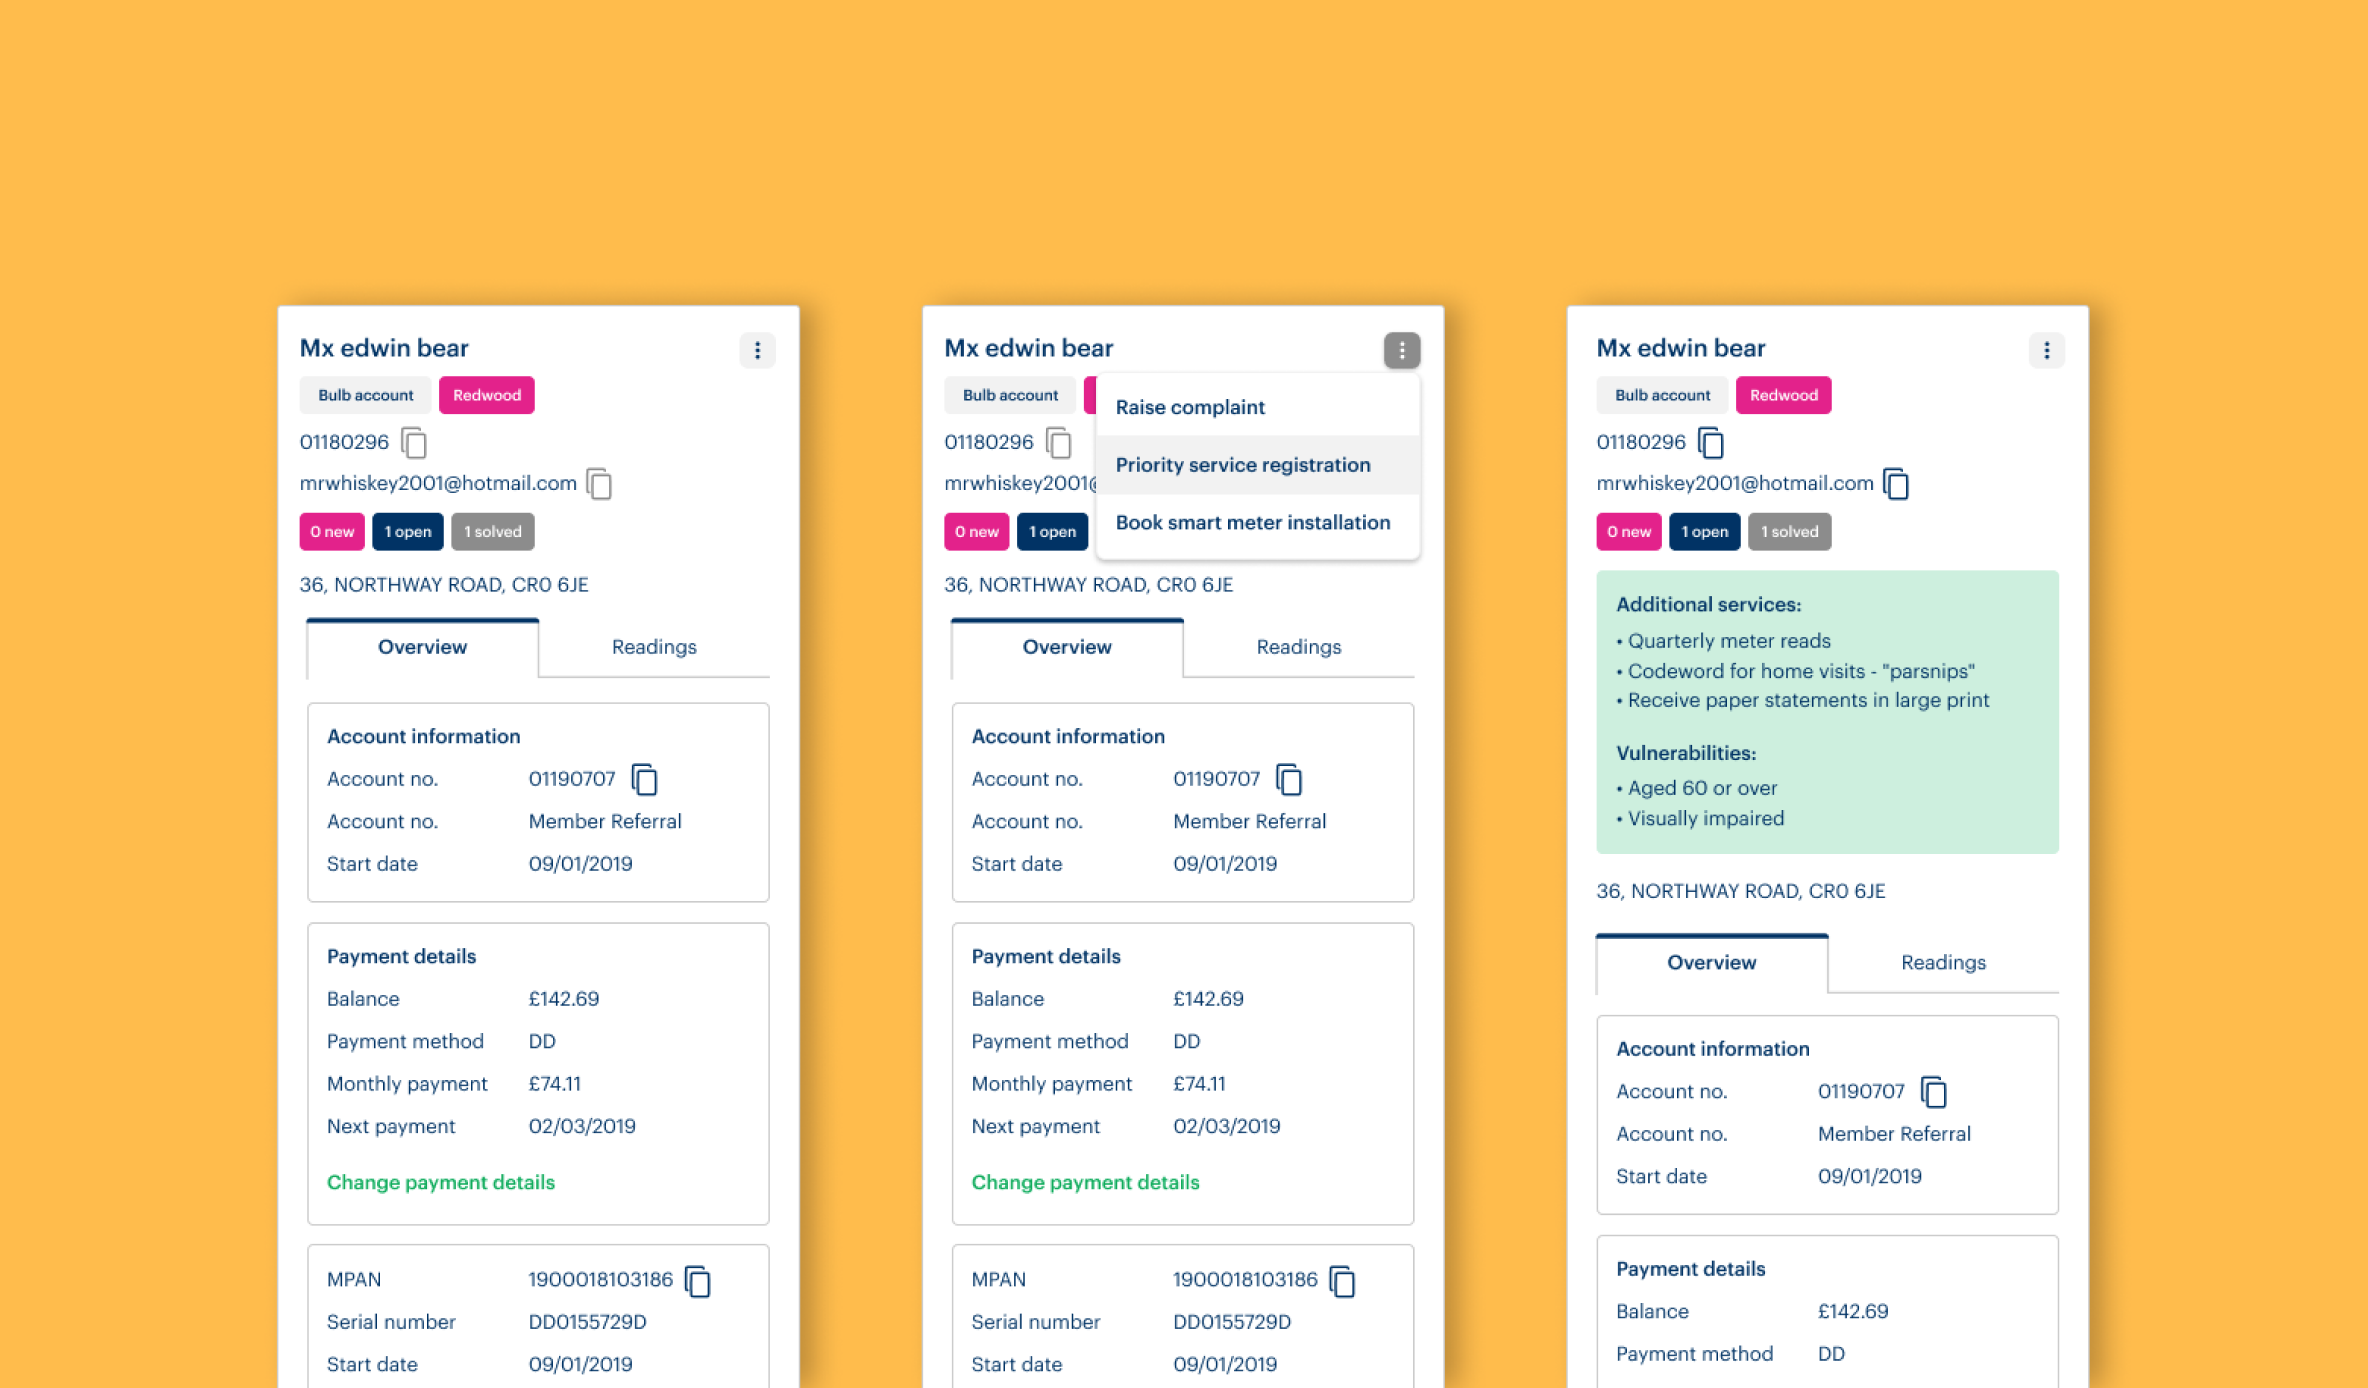 Mx edwin bear
Bulb account Redwood
01180296
mrwhiskey2001@hotmail.com
0 new 1 open 1 solved
36, NORTHWAY ROAD, CR0 6JE
Overview Readings
Account information
Account no. 01190707
Account no. Member Referral
Start date 09/01/2019
Payment details
Balance £142.69
Payment method DD
Monthly payment £74.11
Next payment 02/03/2019
Change payment details
MPAN 1900018103186
Serial number DD0155729D
Start date 09/01/2019
Mx edwin bear
Bulb account
01180296
mrwhiskey2001@
0 new 1 open
Raise complaint
Priority service registration
Book smart meter installation
36, NORTHWAY ROAD, CR0 6JE
Overview Readings
Account information
Account no. 01190707
Account no. Member Referral
Start date 09/01/2019
Payment details
Balance £142.69
Payment method DD
Monthly payment £74.11
Next payment 02/03/2019
Change payment details
MPAN 1900018103186
Serial number DD0155729D
Start date 09/01/2019
Mx edwin bear
Bulb account Redwood
01180296
mrwhiskey2001@hotmail.com
0 new 1 open 1 solved
Additional services:
• Quarterly meter reads
• Codeword for home visits - "parsnips"
• Receive paper statements in large print
Vulnerabilities:
• Aged 60 or over
• Visually impaired
36, NORTHWAY ROAD, CR0 6JE
Overview Readings
Account information
Account no. 01190707
Account no. Member Referral
Start date 09/01/2019
Payment details
Balance £142.69
Payment method DD